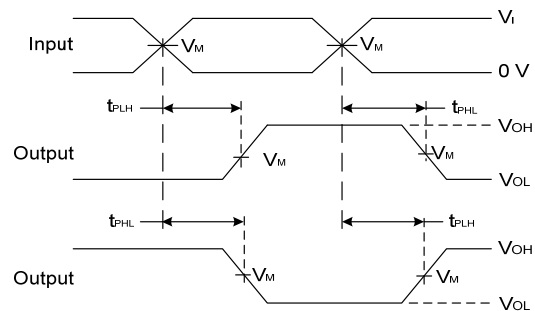 Input
VM
VM
VI
0 V
tPLH
tPHL
Output
VM
VM
VOH
VOL
tPHL
tPLH
Output
VM
VM
VOH
VOL